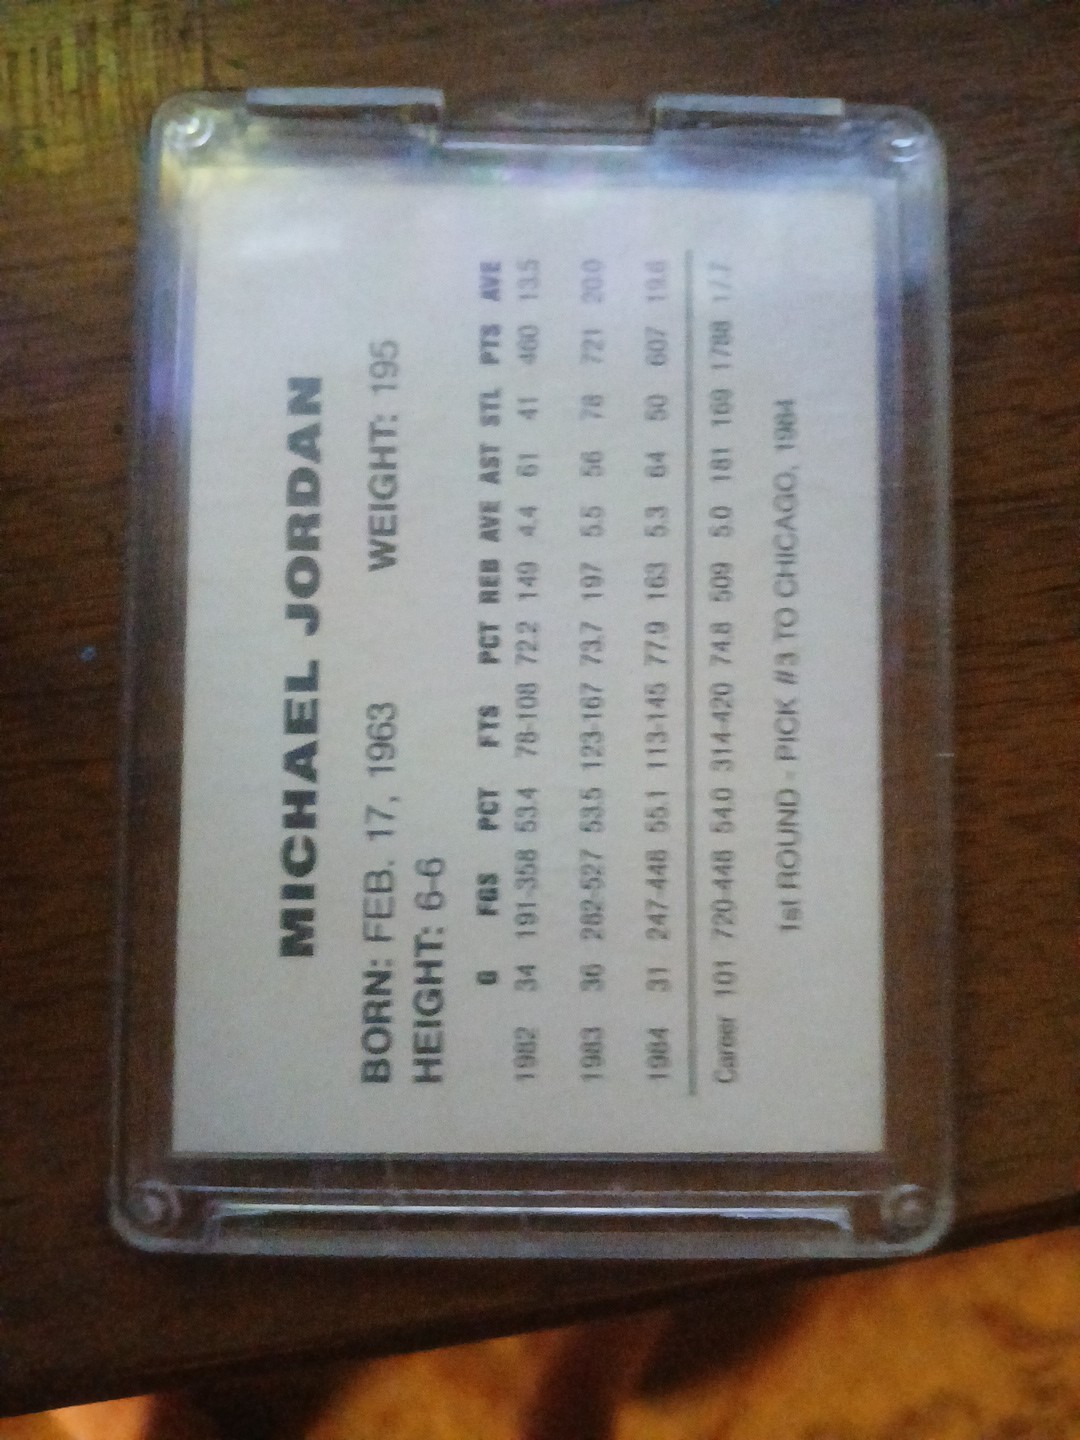 MICHAEL JORDAN
BORN: FEB. 17, 1963 WEIGHT: 195
HEIGHT: 6-6
G FGS PCT FTS PCT REB AVE AST STL PTS AVE
1982 34 191-358 53.4 78-108 72.2 149 4.4 61 41 460 13.5
1983 36 282-527 53.5 123-167 73.7 197 5.5 56 78 721 20.0
1984 31 247-448 55.1 113-145 77.9 163 5.3 64 50 607 19.6
Career 101 720-448 54.0 314-420 74.8 509 5.0 181 169 1788 17.7
1st ROUND - PICK #3 TO CHICAGO, 1984